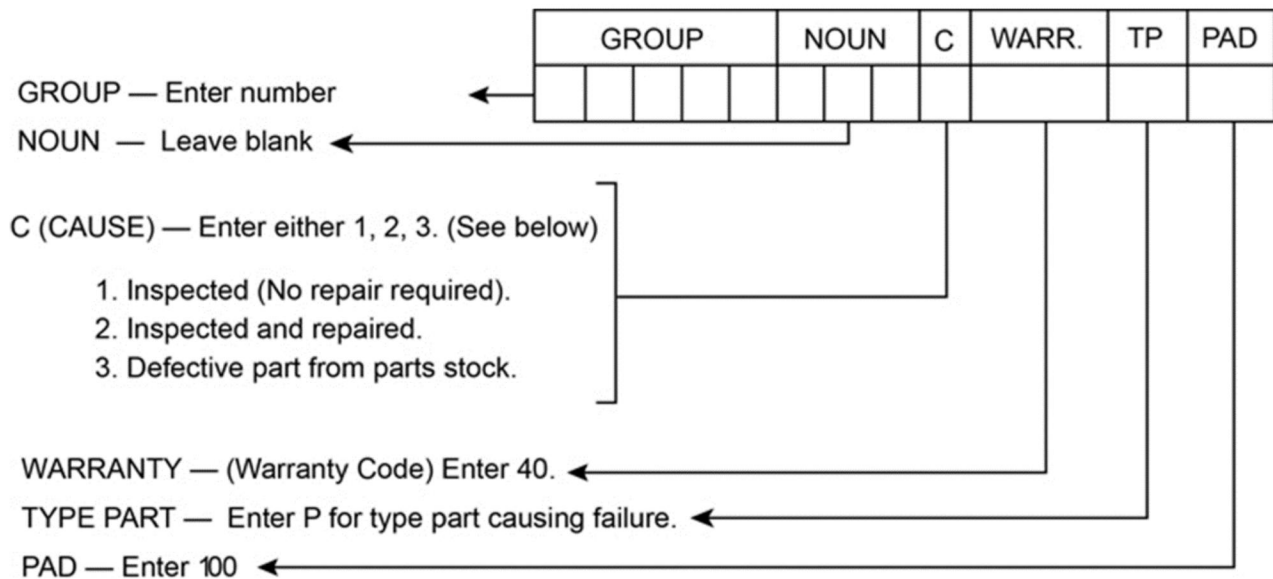 GROUP NOUN C WARR. TP PAD
GROUP — Enter number
NOUN — Leave blank
C (CAUSE) — Enter either 1, 2, 3. (See below)
1. Inspected (No repair required).
2. Inspected and repaired.
3. Defective part from parts stock.
WARRANTY — (Warranty Code) Enter 40.
TYPE PART — Enter P for type part causing failure.
PAD — Enter 100